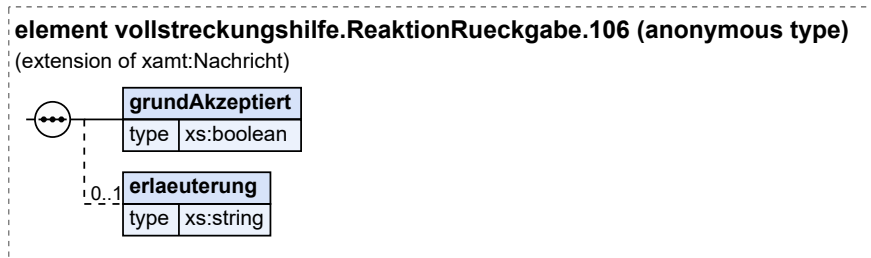 element vollstreckungshilfe.ReaktionRueckgabe.106 (anonymous type)
(extension of xamt:Nachricht)
grundAkzeptiert
type xs:boolean
0..1 erlaeuterung
type xs:string